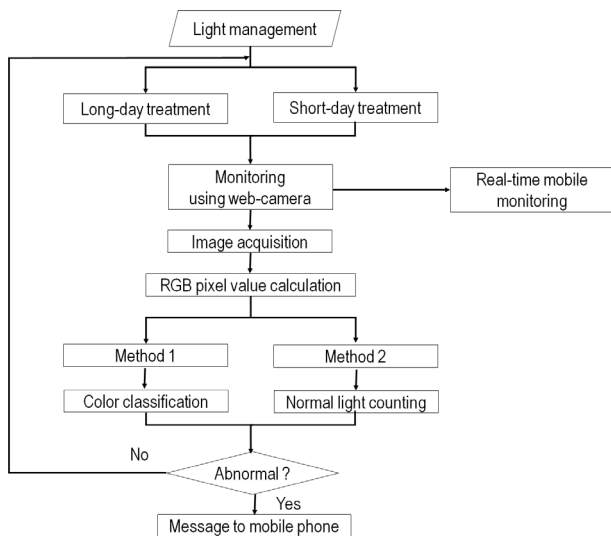 Light management
Long-day treatment
Short-day treatment
Monitoring
using web-camera
Real-time mobile
monitoring
Image acquisition
RGB pixel value calculation
Method 1
Method 2
Color classification
Normal light counting
No
Abnormal ?
Yes
Message to mobile phone